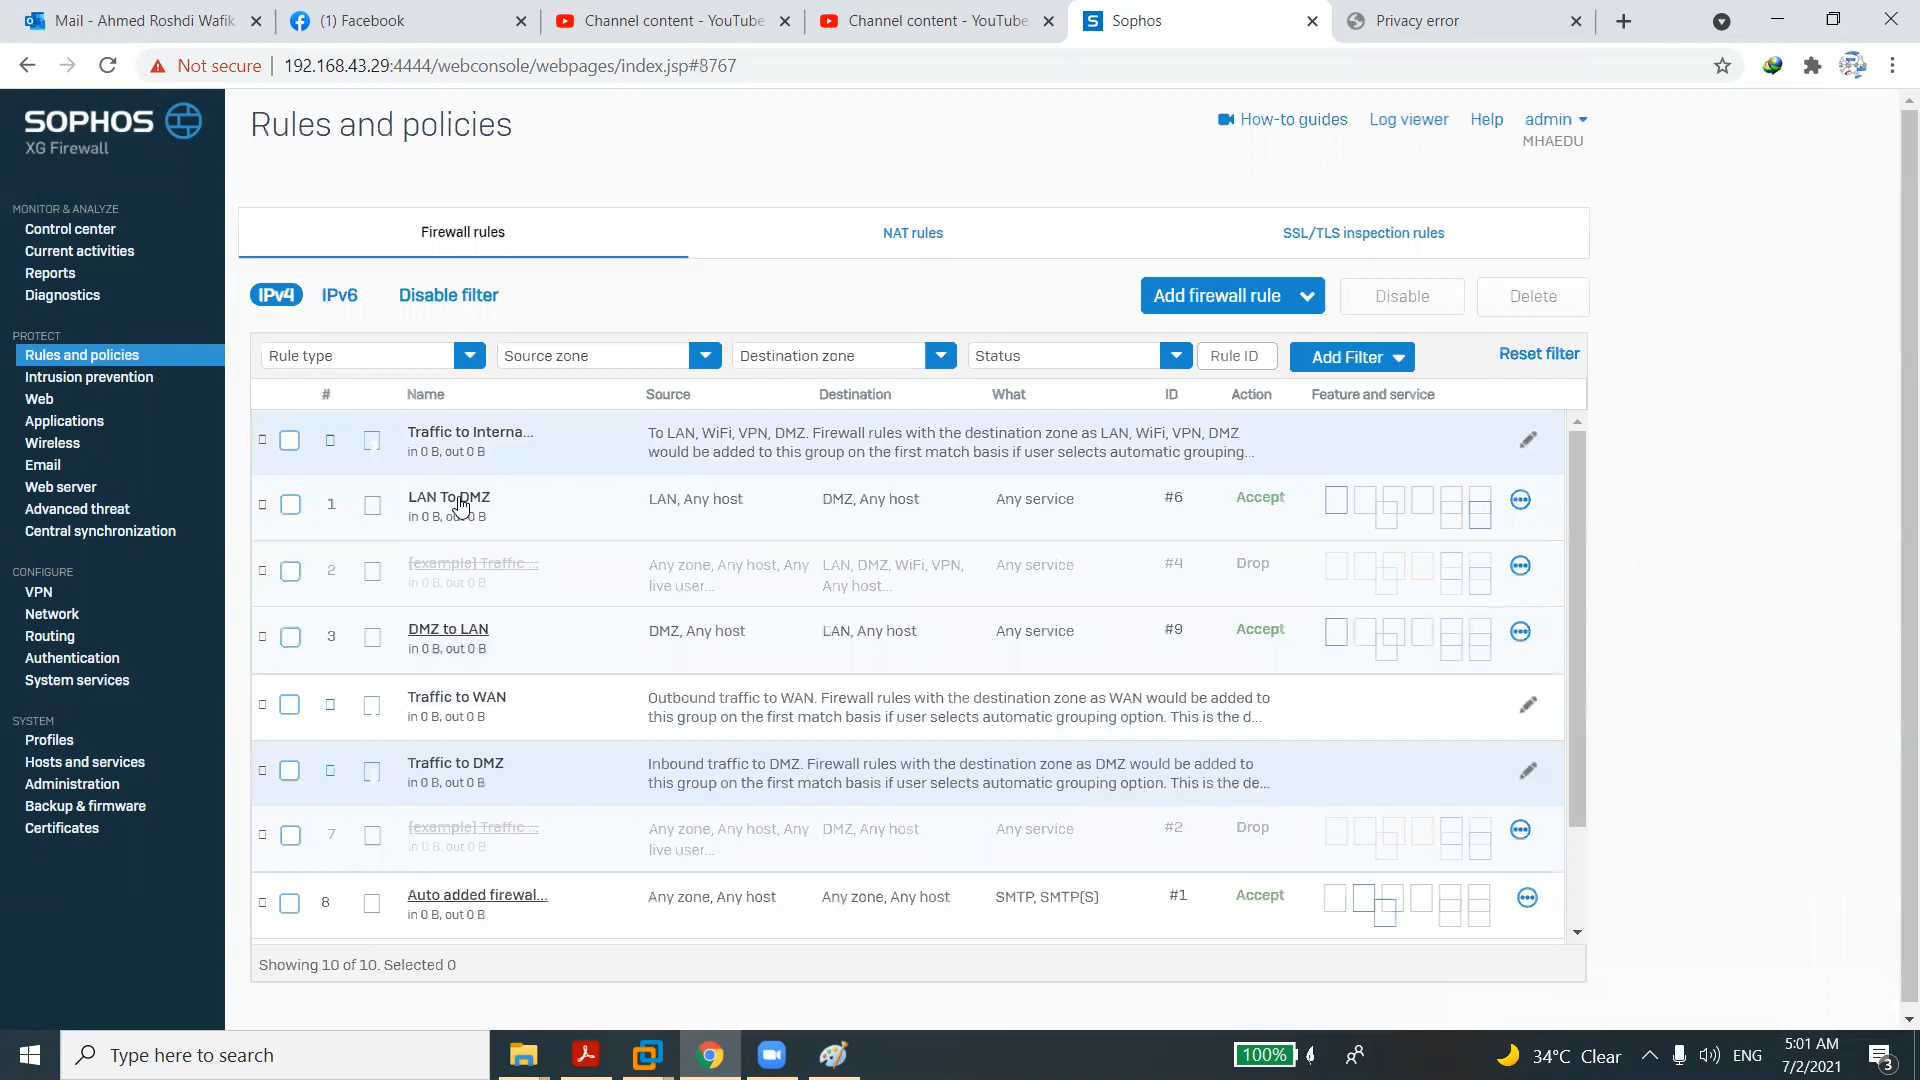 Mail - Ahmed Roshdi Wafik
(1) Facebook
Channel content - YouTube
Channel content - YouTube
Sophos
Privacy error
Not secure
192.168.43.29:4444/webconsole/webpages/index.jsp#8767
SOPHOS
XG Firewall
MONITOR & ANALYZE
Control center
Current activities
Reports
Diagnostics
PROTECT
Rules and policies
Intrusion prevention
Web
Applications
Wireless
Email
Web server
Advanced threat
Central synchronization
CONFIGURE
VPN
Network
Routing
Authentication
System services
SYSTEM
Profiles
Hosts and services
Administration
Backup & firmware
Certificates
Rules and policies
How-to guides Log viewer Help admin
MHAEDU
Firewall rules NAT rules SSL/TLS inspection rules
IPv4 IPv6 Disable filter Add firewall rule Disable Delete
Rule type Source zone Destination zone Status Rule ID Add Filter Reset filter
# Name Source Destination What ID Action Feature and service
Traffic to Interna...
in 0 B, out 0 B
To LAN, WiFi, VPN, DMZ. Firewall rules with the destination zone as LAN, WiFi, VPN, DMZ
would be added to this group on the first match basis if user selects automatic grouping...
1 LAN To DMZ LAN, Any host DMZ, Any host Any service #6 Accept
in 0 B, out 0 B
2 [example] Traffic ... Any zone, Any host, Any LAN, DMZ, WiFi, VPN, Any service #4 Drop
in 0 B, out 0 B live user... Any host...
3 DMZ to LAN DMZ, Any host LAN, Any host Any service #9 Accept
in 0 B, out 0 B
Traffic to WAN
in 0 B, out 0 B
Outbound traffic to WAN. Firewall rules with the destination zone as WAN would be added to
this group on the first match basis if user selects automatic grouping option. This is the d...
Traffic to DMZ
in 0 B, out 0 B
Inbound traffic to DMZ. Firewall rules with the destination zone as DMZ would be added to
this group on the first match basis if user selects automatic grouping option. This is the de...
7 [example] Traffic ... Any zone, Any host, Any DMZ, Any host Any service #2 Drop
in 0 B, out 0 B live user...
8 Auto added firewal... Any zone, Any host Any zone, Any host SMTP, SMTP(S) #1 Accept
in 0 B, out 0 B
Showing 10 of 10. Selected 0
Type here to search
100%
34°C Clear
ENG
5:01 AM
7/2/2021
3